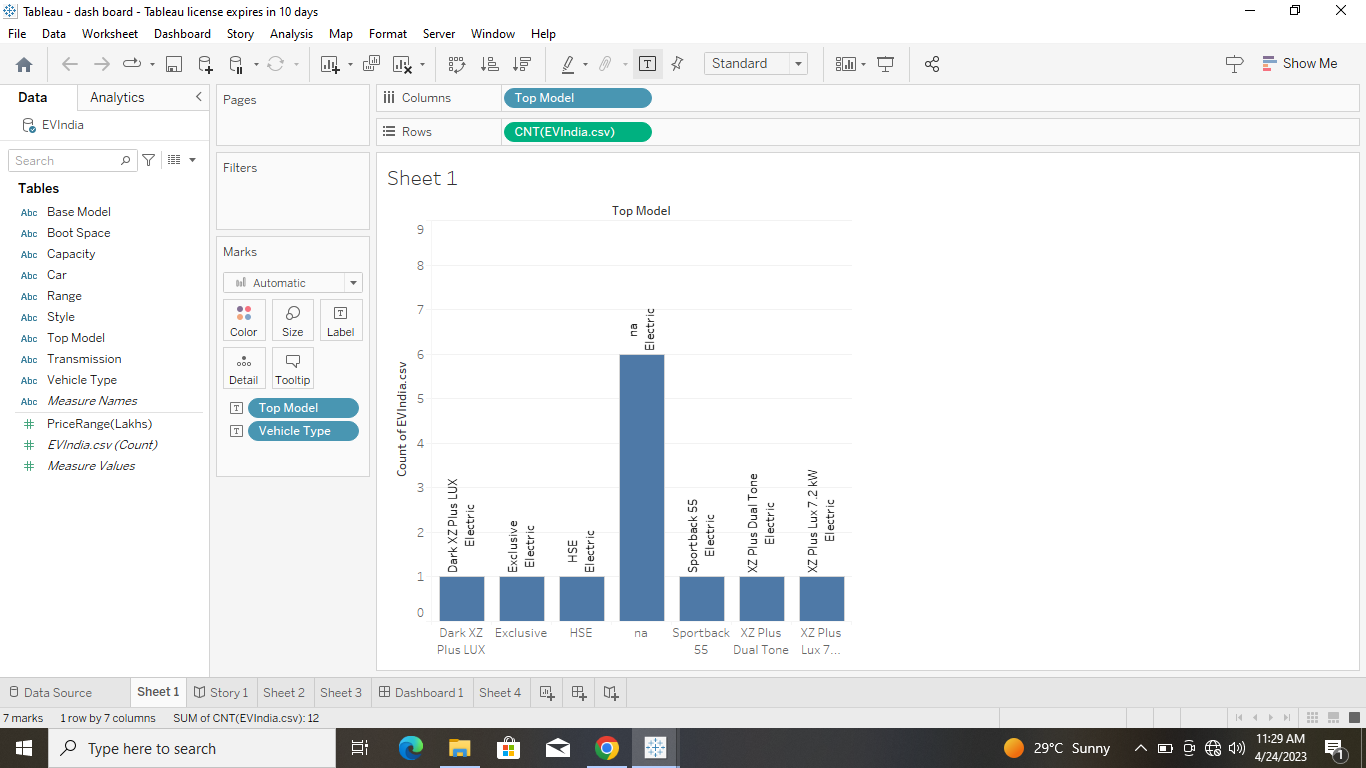 Tableau - dash board - Tableau license expires in 10 days
File Data Worksheet Dashboard Story Analysis Map Format Server Window Help
Standard
Show Me
Data Analytics
EVIndia
Search
Tables
Abc Base Model
Abc Boot Space
Abc Capacity
Abc Car
Abc Range
Abc Style
Abc Top Model
Abc Transmission
Abc Vehicle Type
Abc Measure Names
# PriceRange(Lakhs)
# EVIndia.csv (Count)
# Measure Values
Pages
Filters
Marks
Automatic
Color Size Label
Detail Tooltip
T Top Model
T Vehicle Type
Columns Top Model
Rows CNT(EVIndia.csv)
Sheet 1
Top Model
Count of EVIndia.csv
9
8
7
6
5
4
3
2
1
0
Dark XZ Plus LUX
Electric
Exclusive
Electric
HSE
Electric
na
Electric
Sportback 55
Electric
XZ Plus Dual Tone
Electric
XZ Plus Lux 7.2 kW
Electric
Dark XZ
Plus LUX
Exclusive
HSE
na
Sportback
55
XZ Plus
Dual Tone
XZ Plus
Lux 7...
Data Source Sheet 1 Story 1 Sheet 2 Sheet 3 Dashboard 1 Sheet 4
7 marks 1 row by 7 columns SUM of CNT(EVIndia.csv): 12
Type here to search
29°C Sunny
11:29 AM
4/24/2023
1